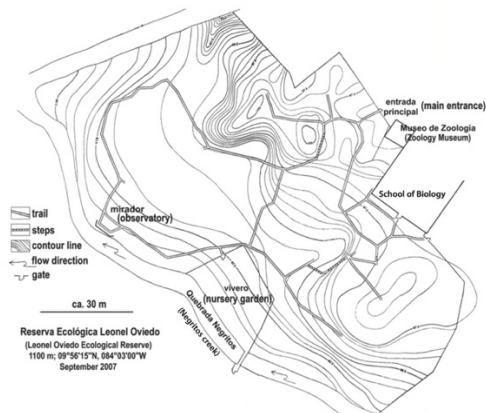 entrada
principal (main entrance)
Museo de Zoología
(Zoology Museum)
School of Biology
mirador
(observatory)
trail
steps
contour line
flow direction
gate
ca. 30 m
vivero
(nursery garden)
Quebrada Negritos
(Negritos creek)
Reserva Ecológica Leonel Oviedo
(Leonel Oviedo Ecological Reserve)
1100 m; 09°56'15"N, 084°03'00"W
September 2007